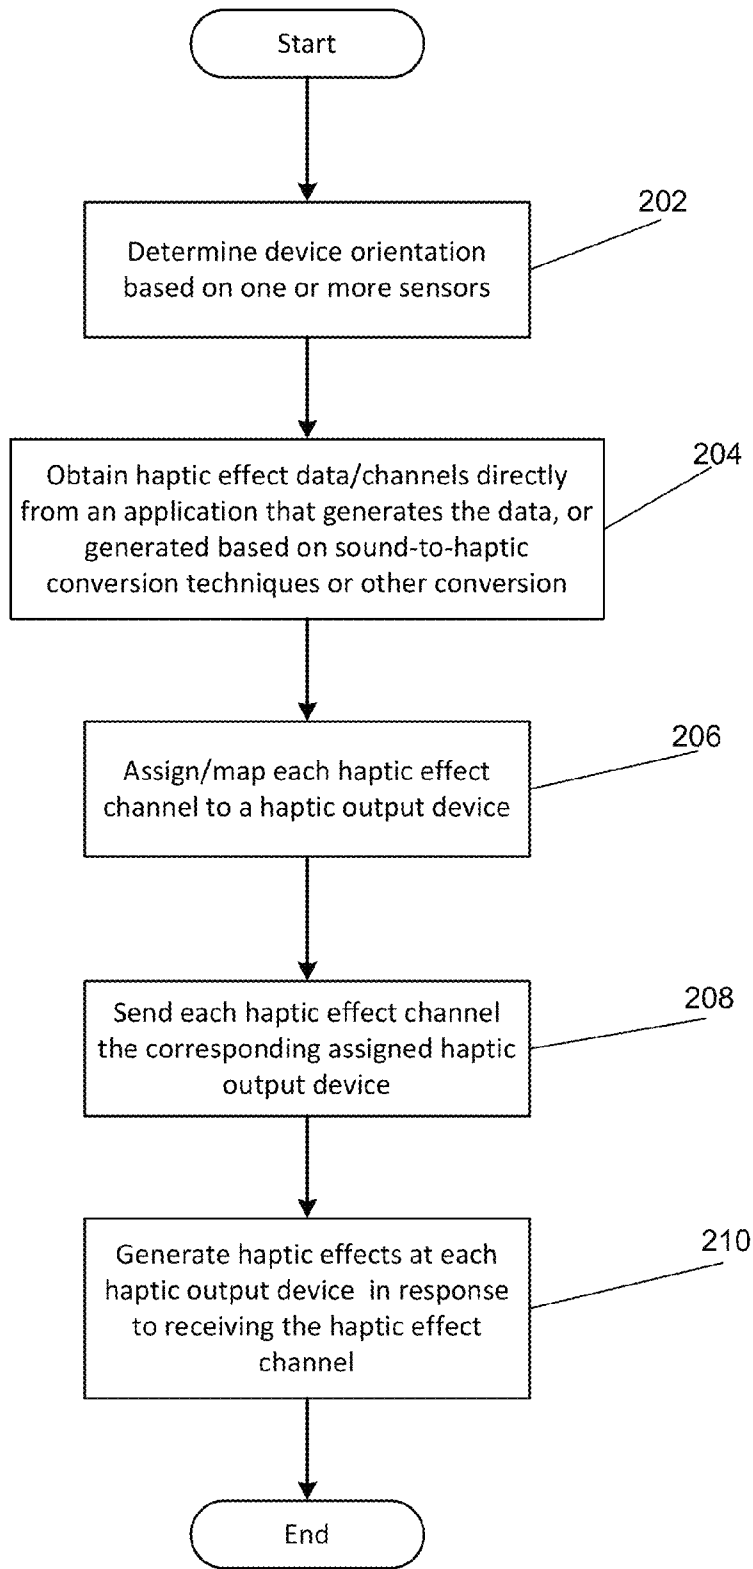 Start
202
Determine device orientation
based on one or more sensors
204
Obtain haptic effect data/channels directly
from an application that generates the data, or
generated based on sound-to-haptic
conversion techniques or other conversion
206
Assign/map each haptic effect
channel to a haptic output device
208
Send each haptic effect channel
the corresponding assigned haptic
output device
210
Generate haptic effects at each
haptic output device in response
to receiving the haptic effect
channel
End